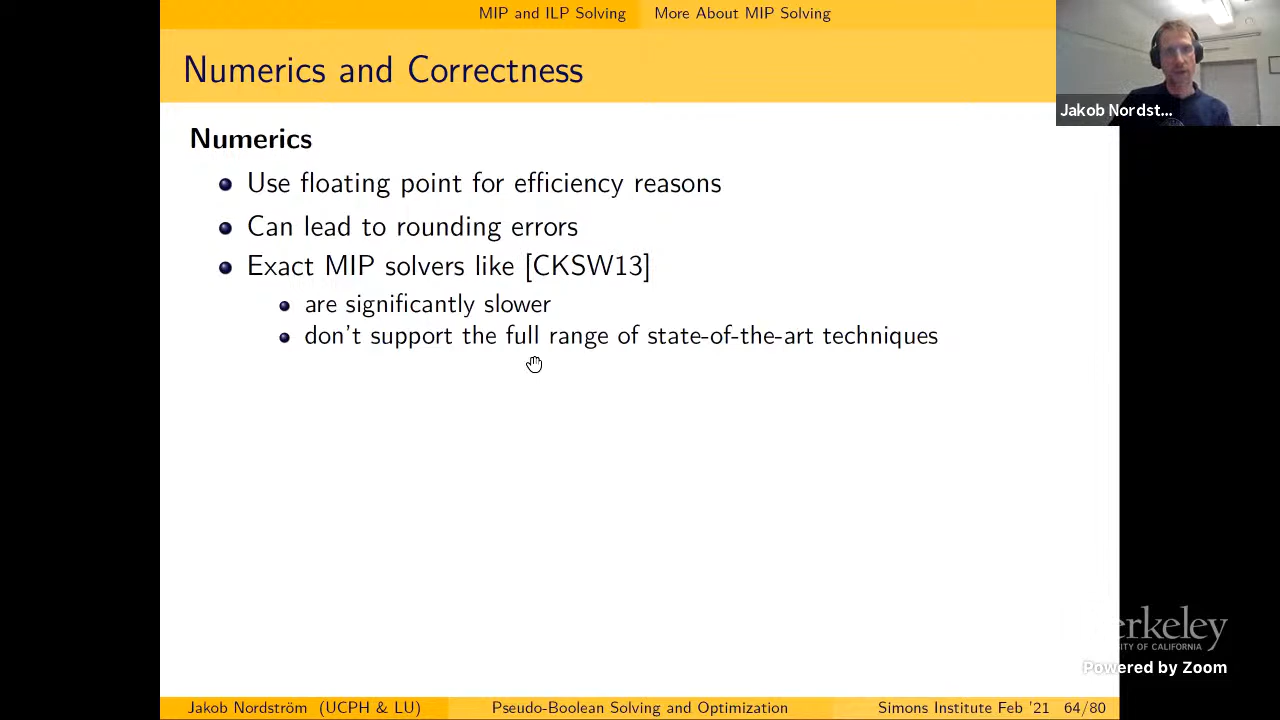 MIP and ILP Solving More About MIP Solving
Numerics and Correctness
Jakob Nordst...
Numerics
Use floating point for efficiency reasons
Can lead to rounding errors
Exact MIP solvers like [CKSW13]
are significantly slower
don't support the full range of state-of-the-art techniques
Powered by Zoom
Jakob Nordström (UCPH & LU) Pseudo-Boolean Solving and Optimization Simons Institute Feb '21 64/80